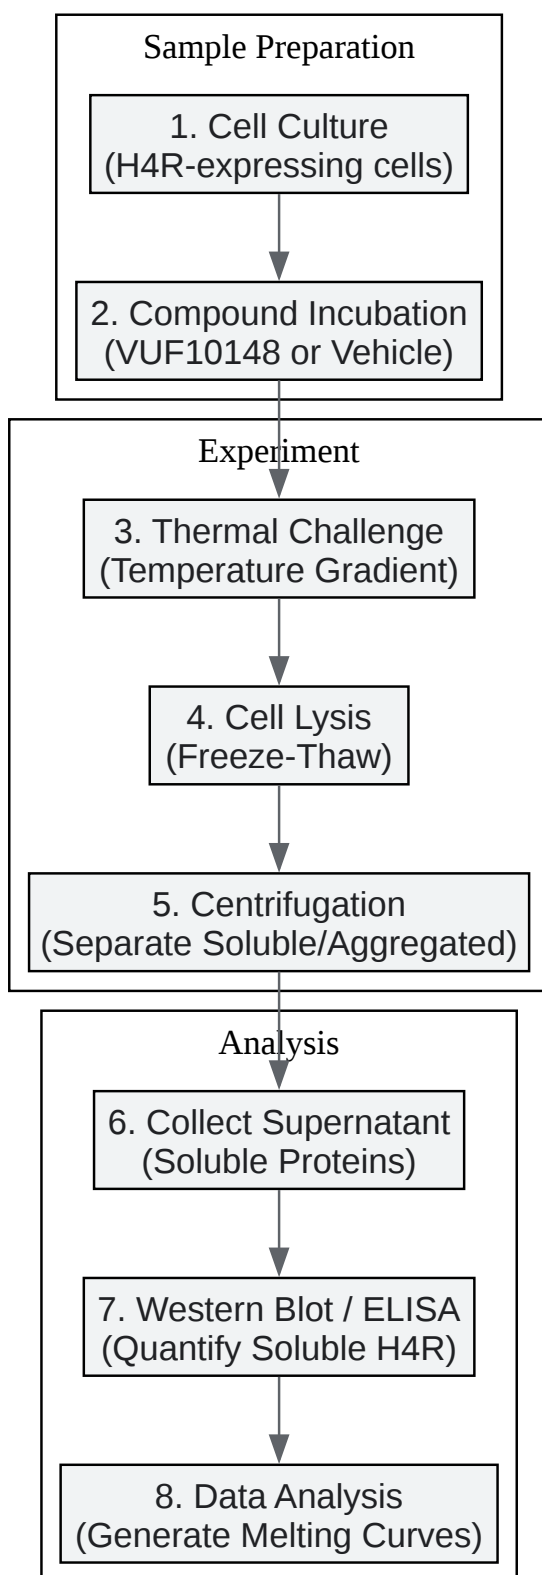 Sample Preparation
1. Cell Culture
(H4R-expressing cells)
2. Compound Incubation
(VUF10148 or Vehicle)
Experiment
3. Thermal Challenge
(Temperature Gradient)
4. Cell Lysis
(Freeze-Thaw)
5. Centrifugation
(Separate Soluble/Aggregated)
Analysis
6. Collect Supernatant
(Soluble Proteins)
7. Western Blot / ELISA
(Quantify Soluble H4R)
8. Data Analysis
(Generate Melting Curves)